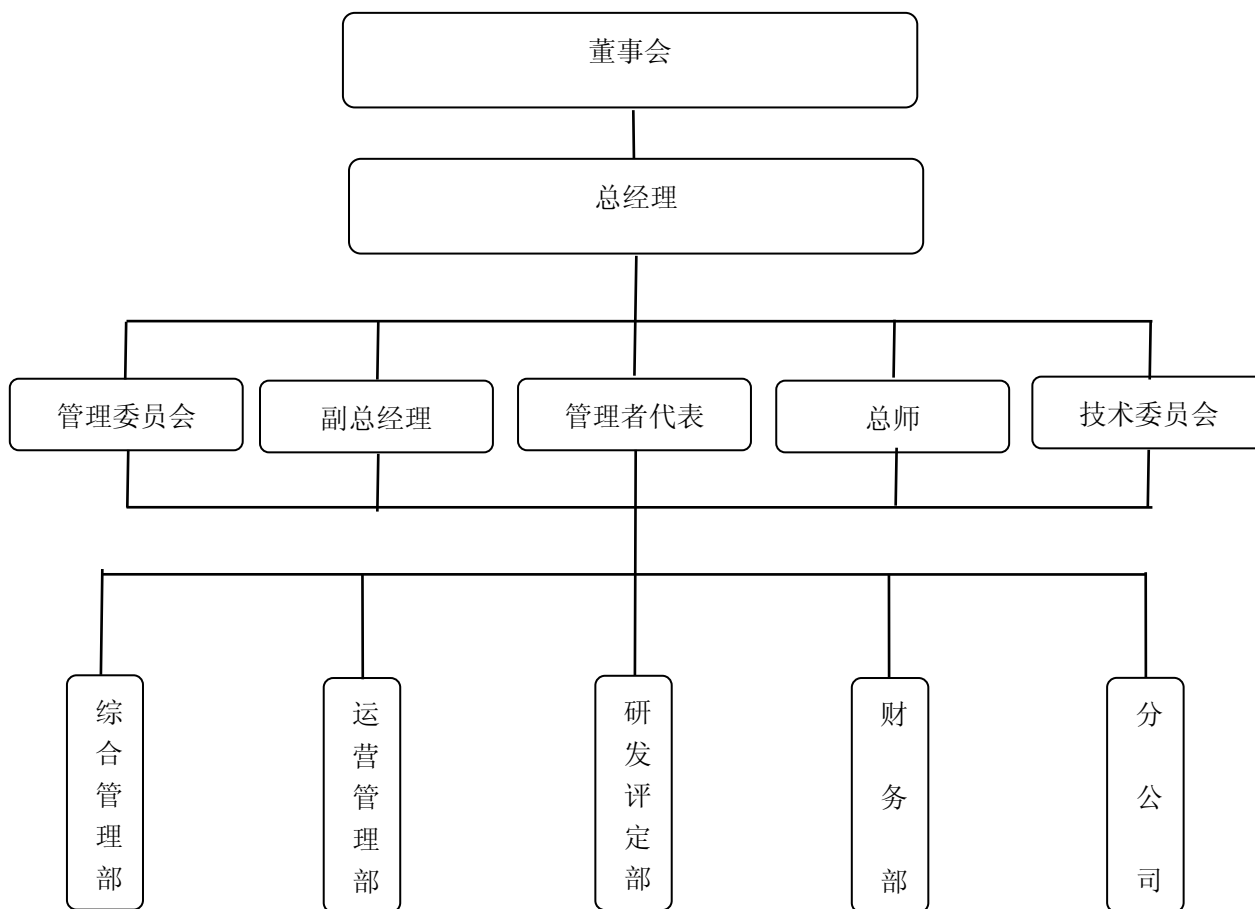 董事会
总经理
管理委员会
副总经理
管理者代表
总师
技术委员会
综合管理部
运营管理部
研发评定部
财务部
分公司